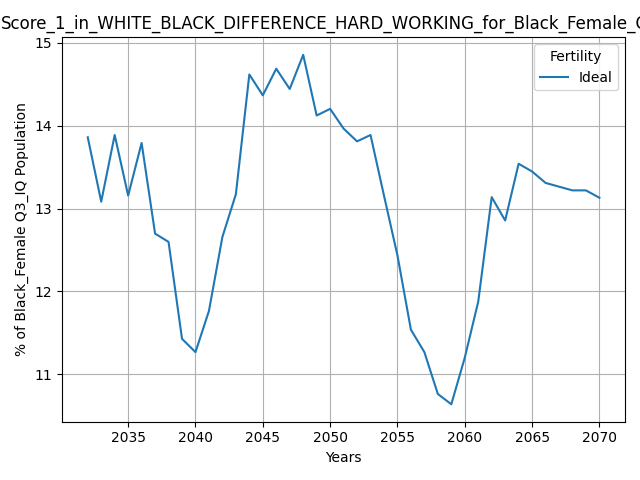 Score_1_in_WHITE_BLACK_DIFFERENCE_HARD_WORKING_for_Black_Female_
Fertility
Ideal
% of Black_Female Q3_IQ Population
15
14
13
12
11
2035 2040 2045 2050 2055 2060 2065 2070
Years